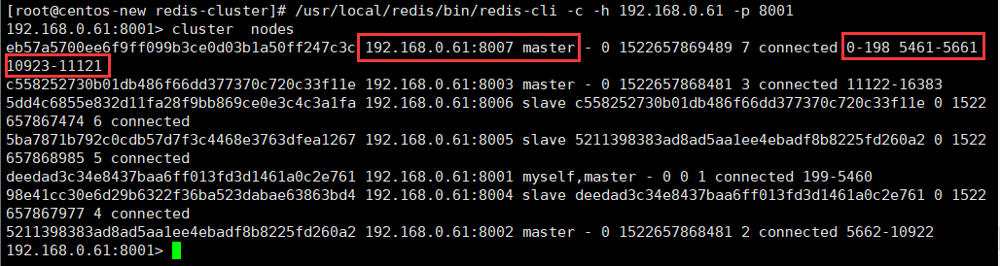 [root@centos-new redis-cluster]# /usr/local/redis/bin/redis-cli -c -h 192.168.0.61 -p 8001
192.168.0.61:8001> cluster  nodes
eb57a5700ee6f9ff099b3ce0d03b1a50ff247c3c 192.168.0.61:8007 master - 0 1522657869489 7 connected 0-198 5461-5661
10923-11121
c558252730b01db486f66dd377370c720c33f11e 192.168.0.61:8003 master - 0 1522657868481 3 connected 11122-16383
5dd4c6855e832d11fa28f9bb869ce0e3c4c3a1fa 192.168.0.61:8006 slave c558252730b01db486f66dd377370c720c33f11e 0 1522
657867474 6 connected
5ba7871b792c0cdb57d7f3c4468e3763dfea1267 192.168.0.61:8005 slave 5211398383ad8ad5aa1ee4ebadf8b8225fd260a2 0 1522
657868985 5 connected
deedad3c34e8437baa6ff013fd3d1461a0c2e761 192.168.0.61:8001 myself,master - 0 0 1 connected 199-5460
98e41cc30e6d29b6322f36ba523dabae63863bd4 192.168.0.61:8004 slave deedad3c34e8437baa6ff013fd3d1461a0c2e761 0 1522
657867977 4 connected
5211398383ad8ad5aa1ee4ebadf8b8225fd260a2 192.168.0.61:8002 master - 0 1522657868481 2 connected 5662-10922
192.168.0.61:8001>